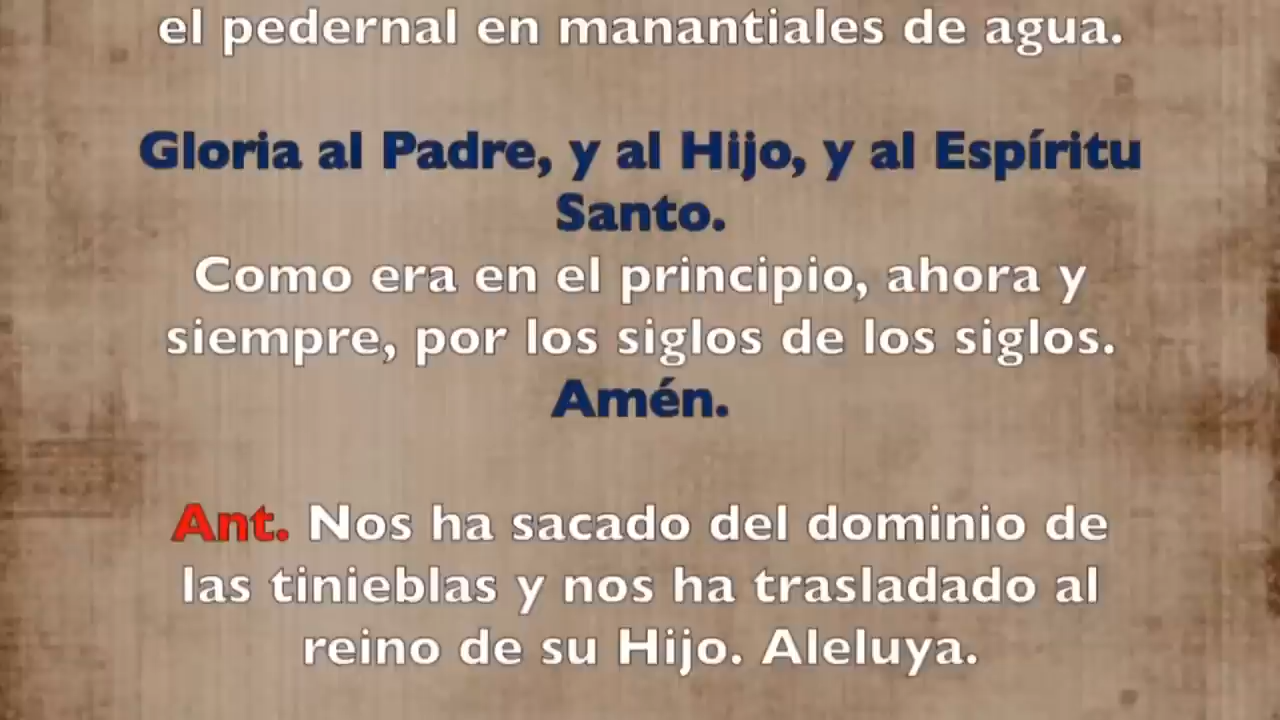 el pedernal en manantiales de agua.
Gloria al Padre, y al Hijo, y al Espíritu
Santo.
Como era en el principio, ahora y
siempre, por los siglos de los siglos.
Amén.
Ant. Nos ha sacado del dominio de
las tinieblas y nos ha trasladado al
reino de su Hijo. Aleluya.